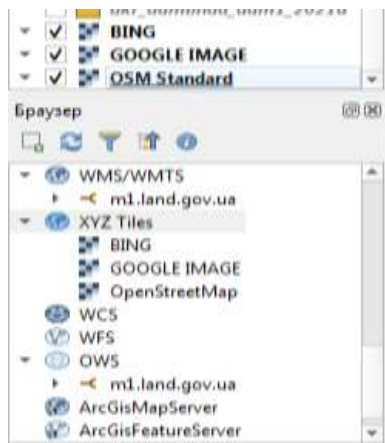 BING
GOOGLE IMAGE
OSM Standard
Браузер
WMS/WMTS
m1.land.gov.ua
XYZ Tiles
BING
GOOGLE IMAGE
OpenStreetMap
WCS
WFS
OWS
m1.land.gov.ua
ArcGisMapServer
ArcGisFeatureServer